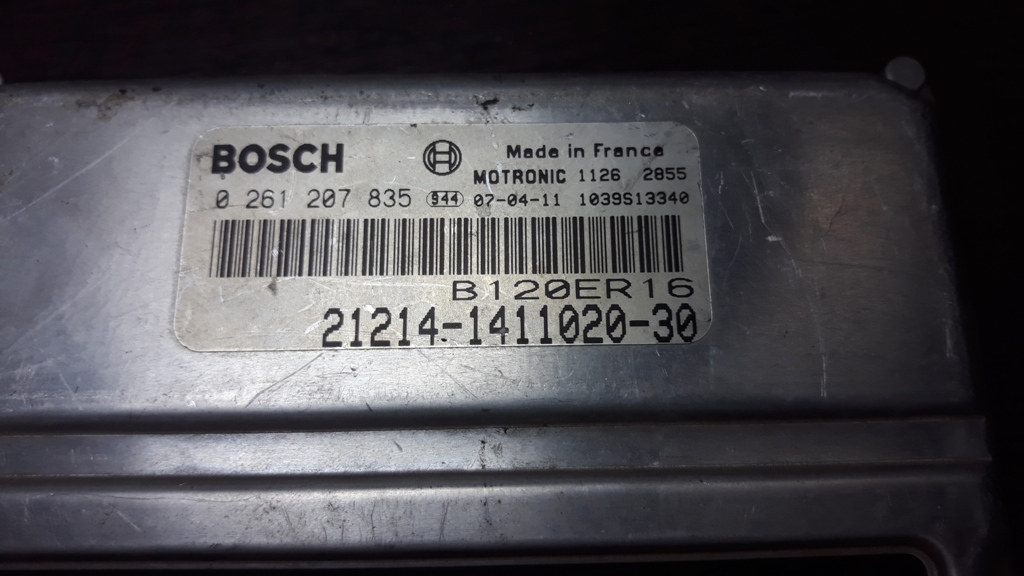 BOSCH Made in France
MOTRONIC 1126 2855
0 261 207 835 944 07-04-11 1039S13340
B120ER16
21214-1411020-30